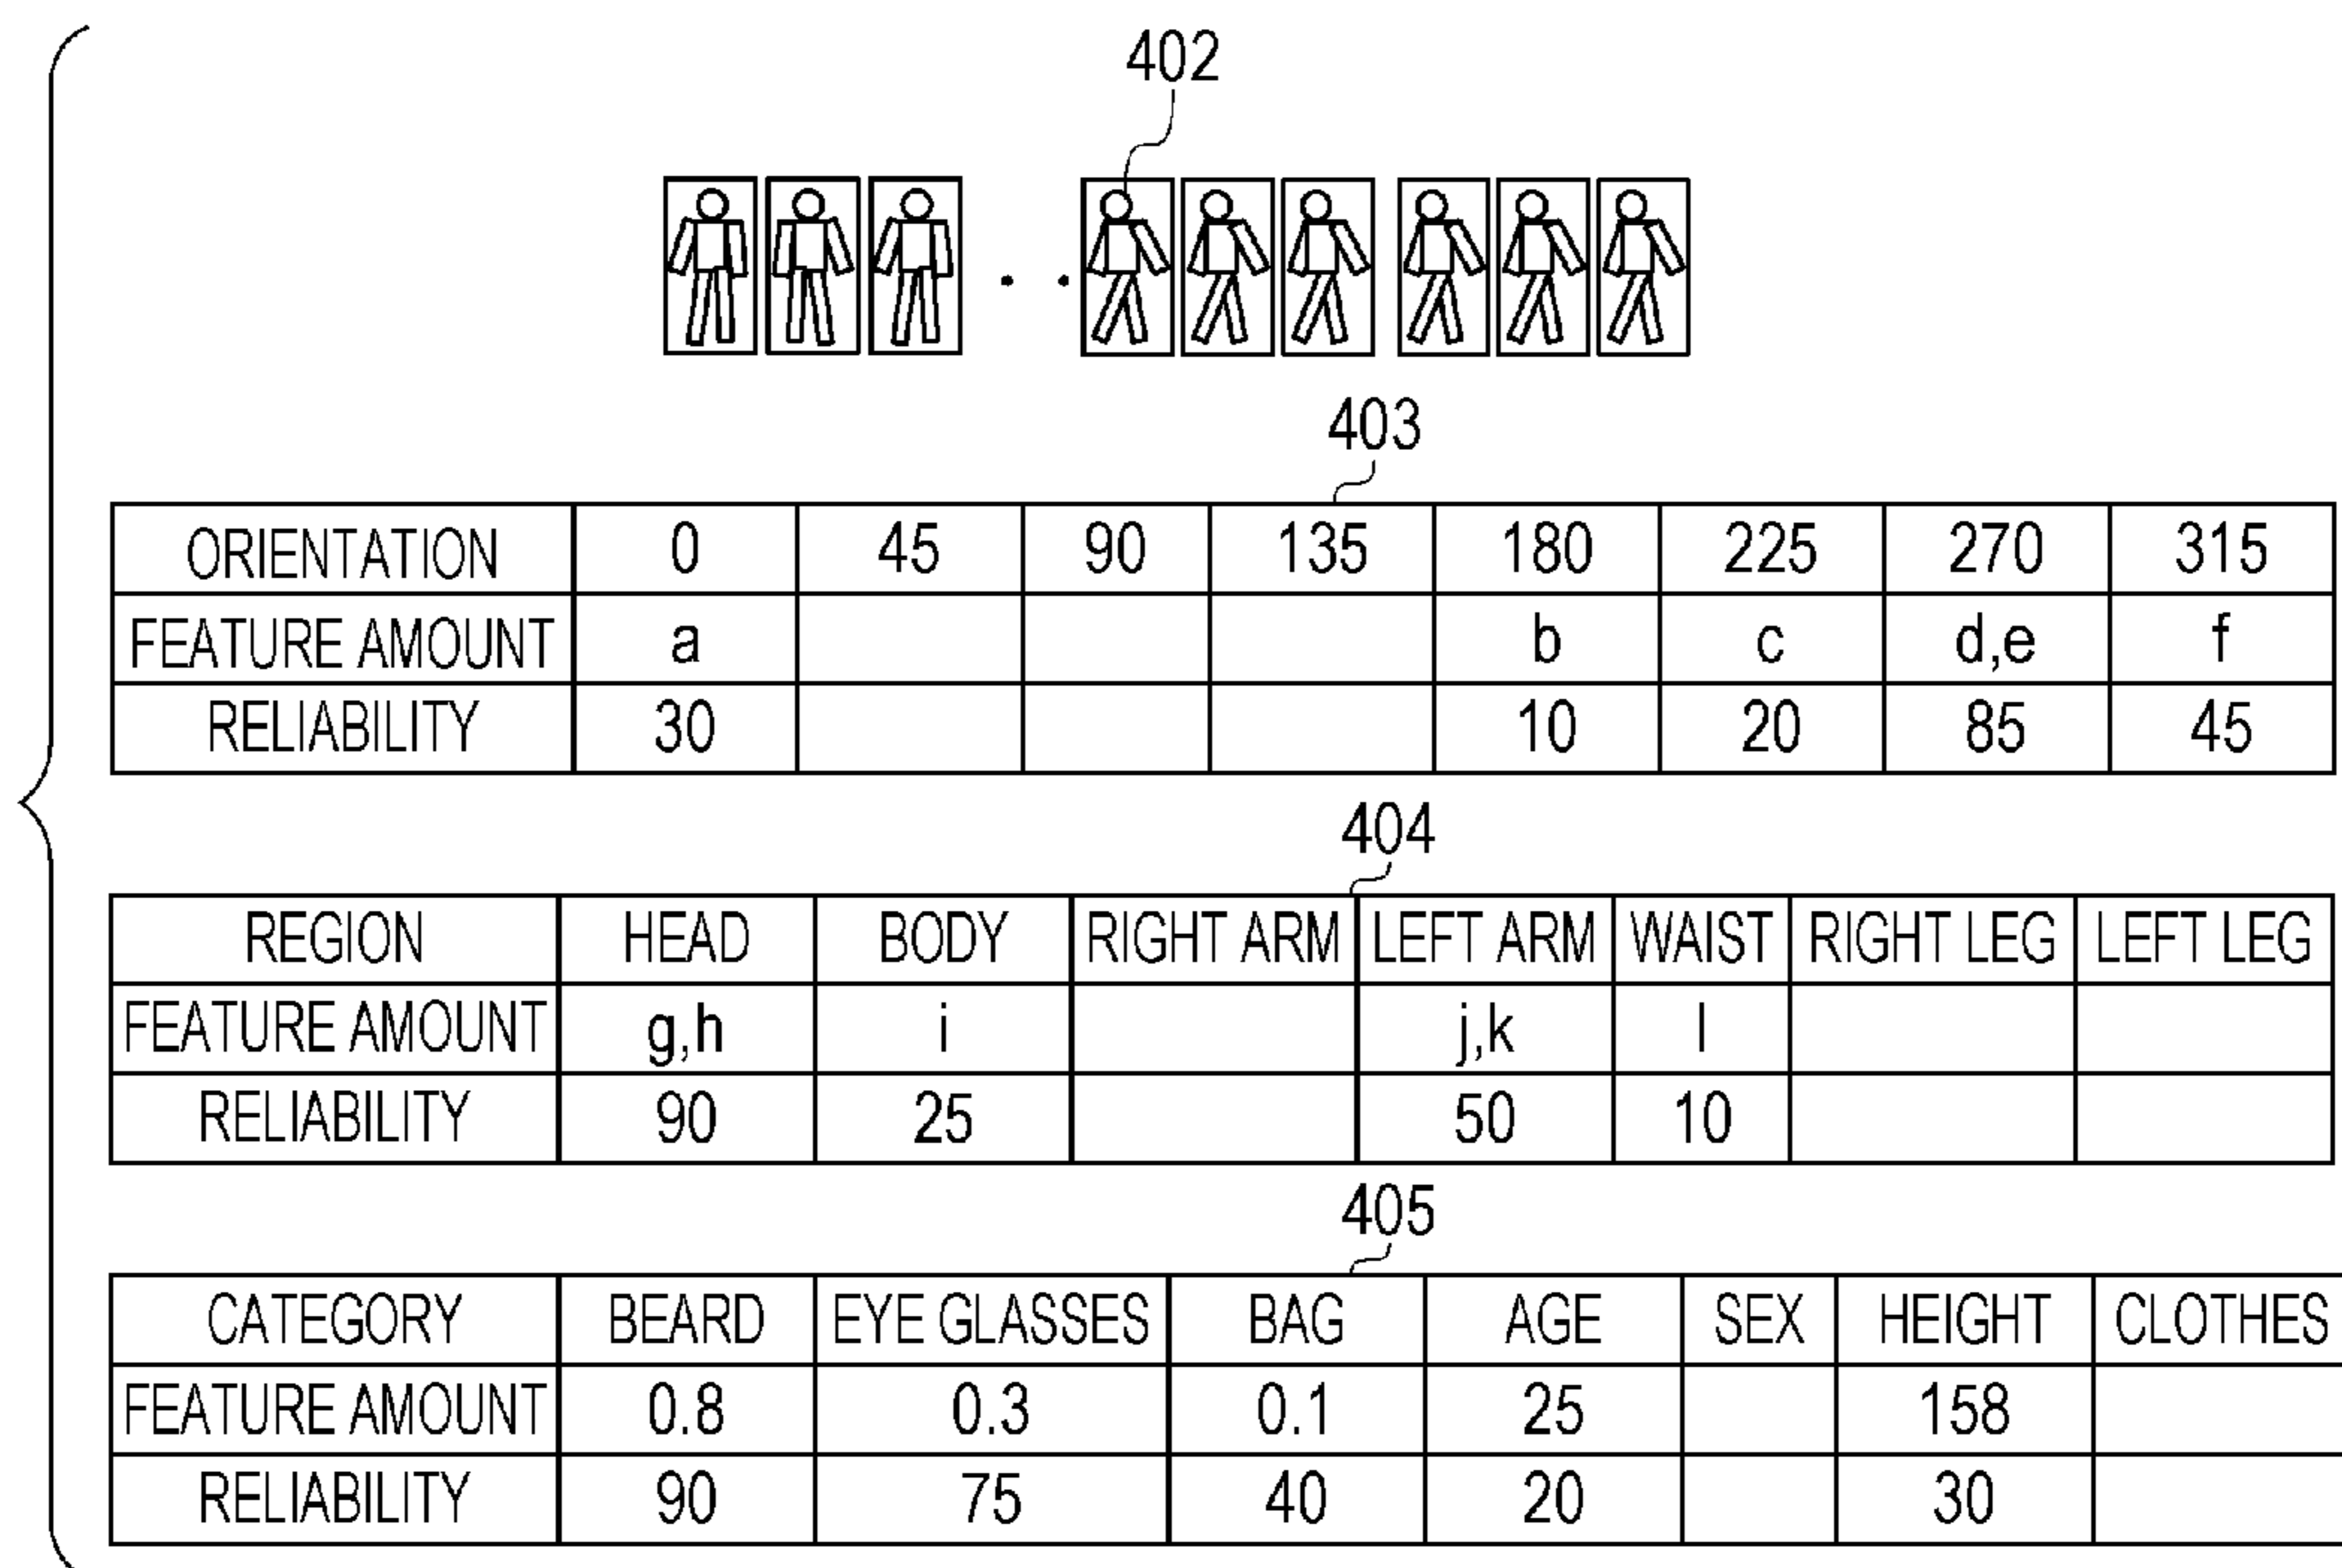 402
403
ORIENTATION 0 45 90 135 180 225 270 315
FEATURE AMOUNT a b c d,e f
RELIABILITY 30 10 20 85 45
404
REGION HEAD BODY RIGHT ARM LEFT ARM WAIST RIGHT LEG LEFT LEG
FEATURE AMOUNT g,h i j,k l
RELIABILITY 90 25 50 10
405
CATEGORY BEARD EYE GLASSES BAG AGE SEX HEIGHT CLOTHES
FEATURE AMOUNT 0.8 0.3 0.1 25 158
RELIABILITY 90 75 40 20 30